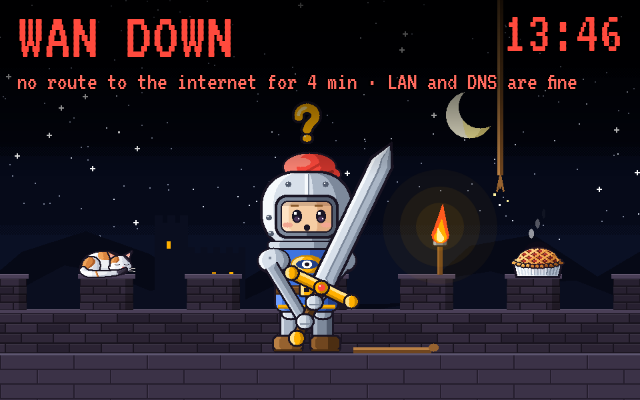 WAN DOWN
13:46
no route to the internet for 4 min · LAN and DNS are fine
?